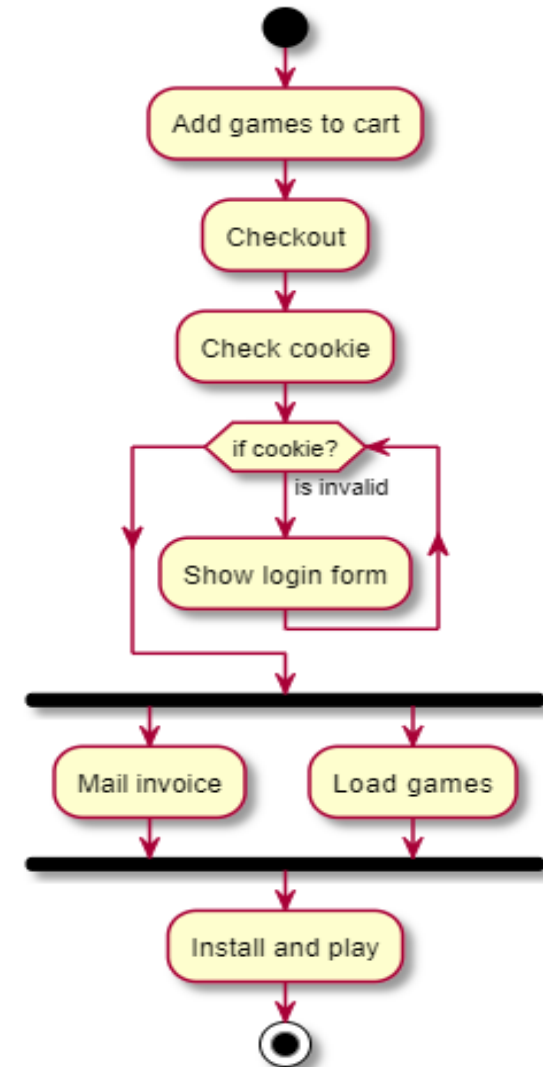 Add games to cart
Checkout
Check cookie
if cookie?
is invalid
Show login form
Mail invoice
Load games
Install and play